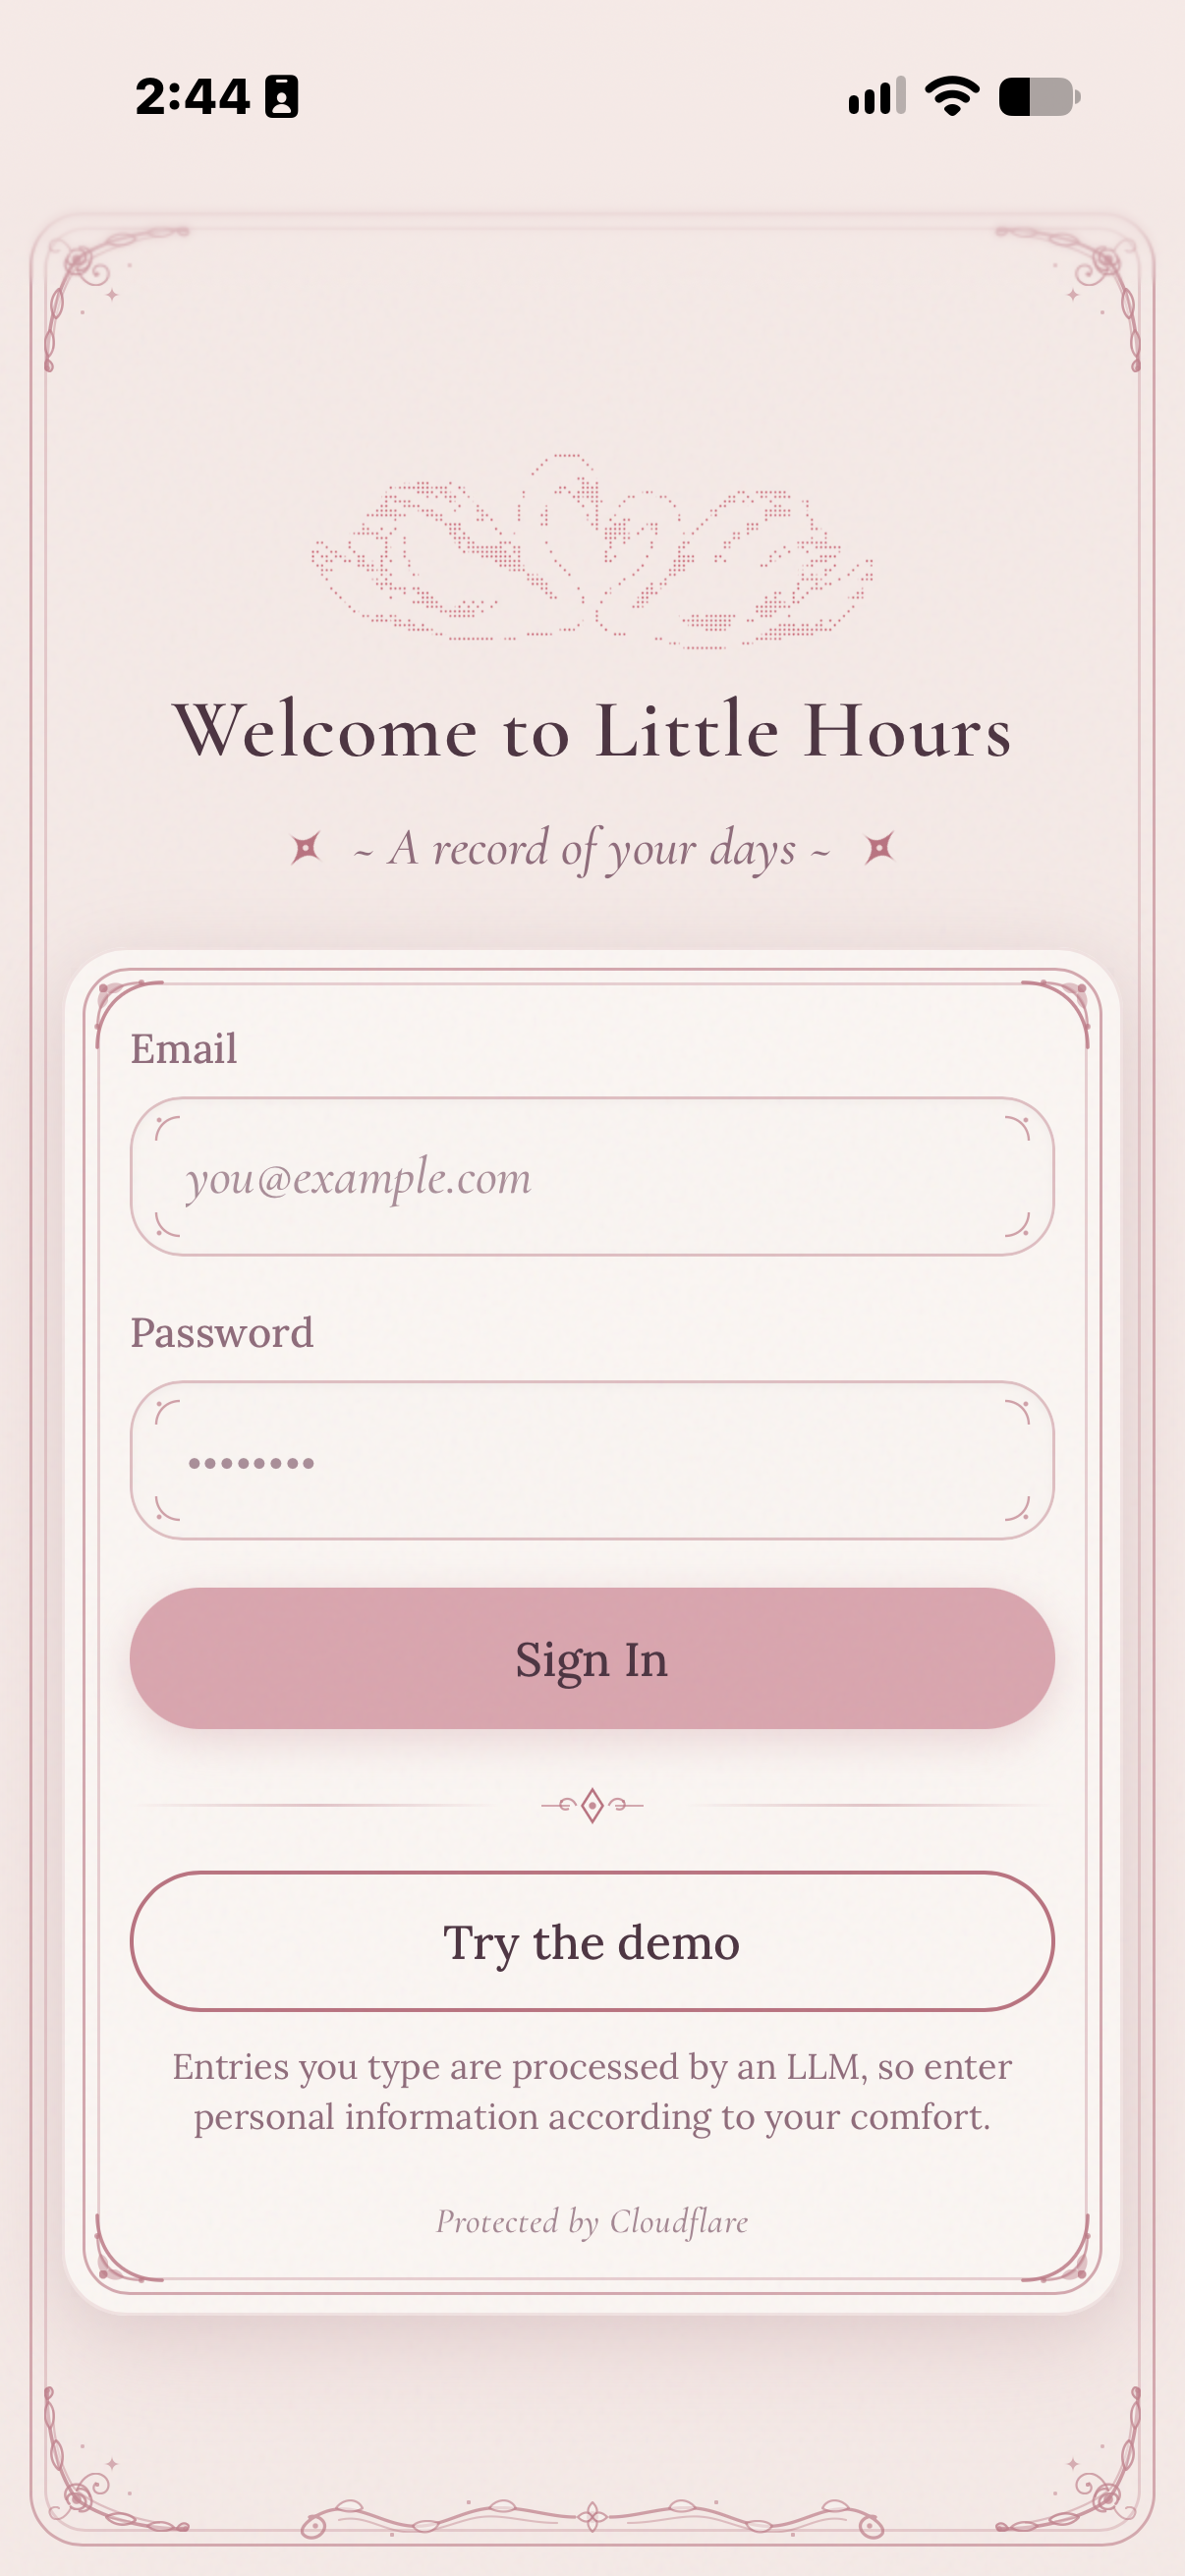 2:44
Welcome to Little Hours
~ A record of your days ~
Email
you@example.com
Password
••••••••
Sign In
Try the demo
Entries you type are processed by an LLM, so enter
personal information according to your comfort.
Protected by Cloudflare